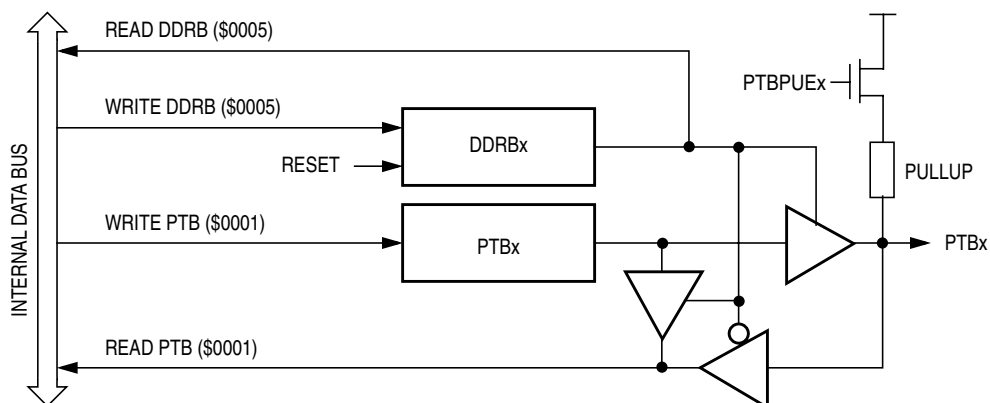 READ DDRB ($0005)
PTBPUEx
WRITE DDRB ($0005)
DDRBx
RESET
PULLUP
WRITE PTB ($0001)
PTBx
PTBx
INTERNAL DATA BUS
READ PTB ($0001)